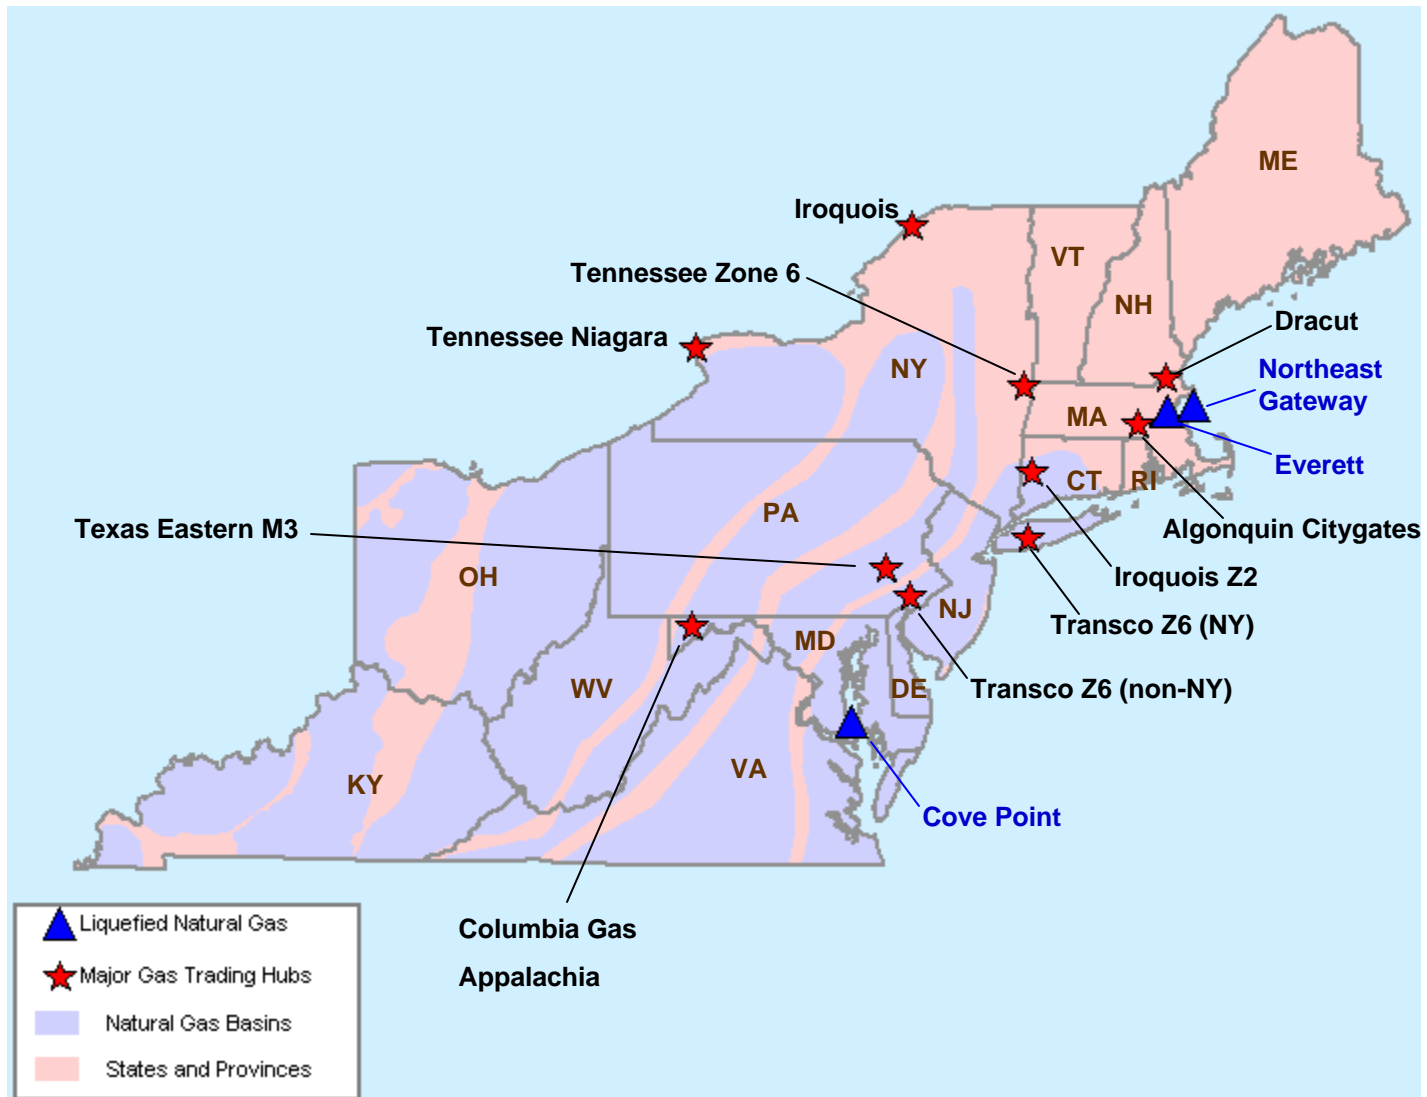 ME
Iroquois
VT
Tennessee Zone 6
NH
Dracut
Tennessee Niagara
NY
Northeast
Gateway
MA
Everett
CT
RI
PA
Texas Eastern M3
Algonquin Citygates
OH
Iroquois Z2
NJ
Transco Z6 (NY)
MD
WV
DE
Transco Z6 (non-NY)
VA
KY
Cove Point
Columbia Gas
Appalachia
Liquefied Natural Gas
Major Gas Trading Hubs
Natural Gas Basins
States and Provinces